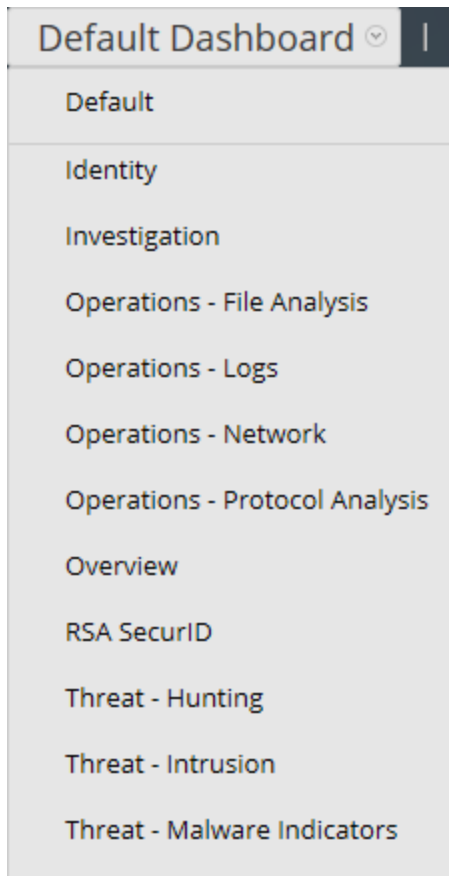 Default Dashboard
Default
Identity
Investigation
Operations - File Analysis
Operations - Logs
Operations - Network
Operations - Protocol Analysis
Overview
RSA SecurID
Threat - Hunting
Threat - Intrusion
Threat - Malware Indicators